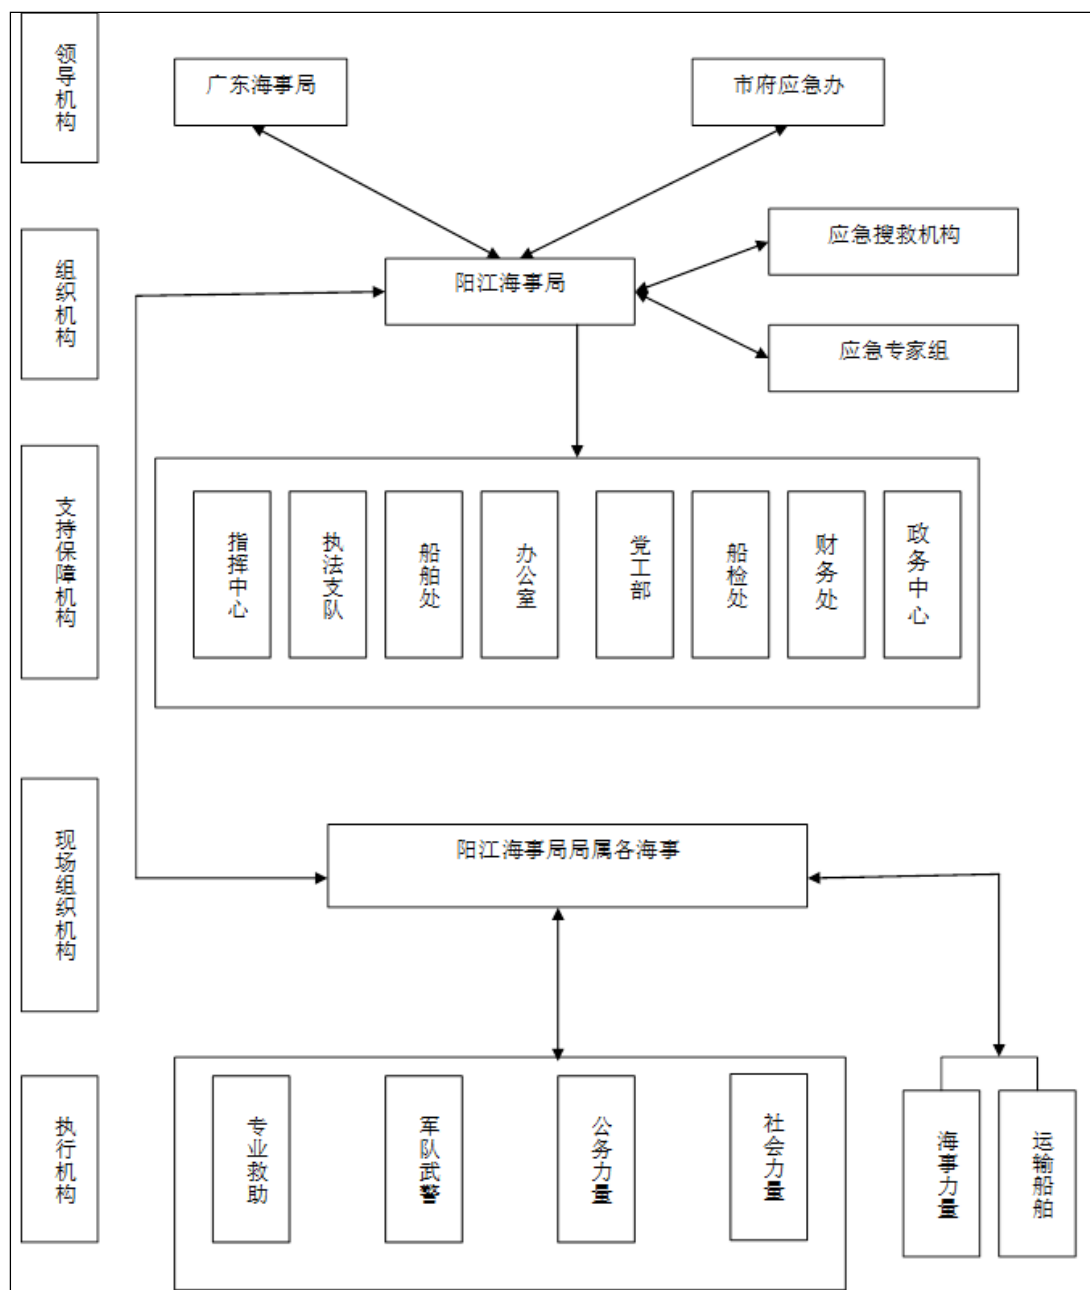 领导机构
广东海事局
市府应急办
组织机构
阳江海事局
应急搜救机构
应急专家组
支持保障机构
指挥中心
执法支队
船舶处
办公室
党工部
船检处
财务处
政务中心
现场组织机构
阳江海事局局属各海事
执行机构
专业救助
军队武警
公务力量
社会力量
海事力量
运输船舶